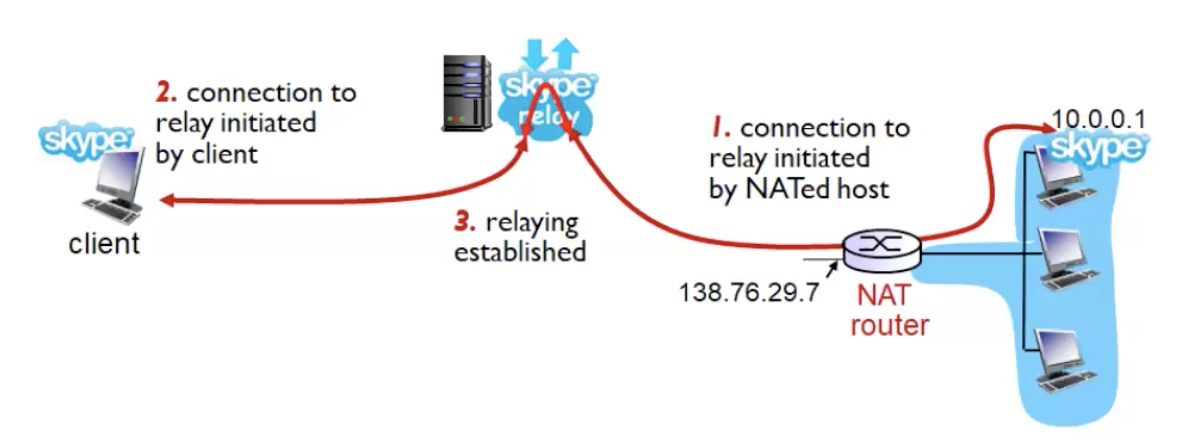 skype
client
2. connection to
relay initiated
by client
skype
relay
3. relaying
established
1. connection to
relay initiated
by NATed host
138.76.29.7
NAT
router
10.0.0.1
skype